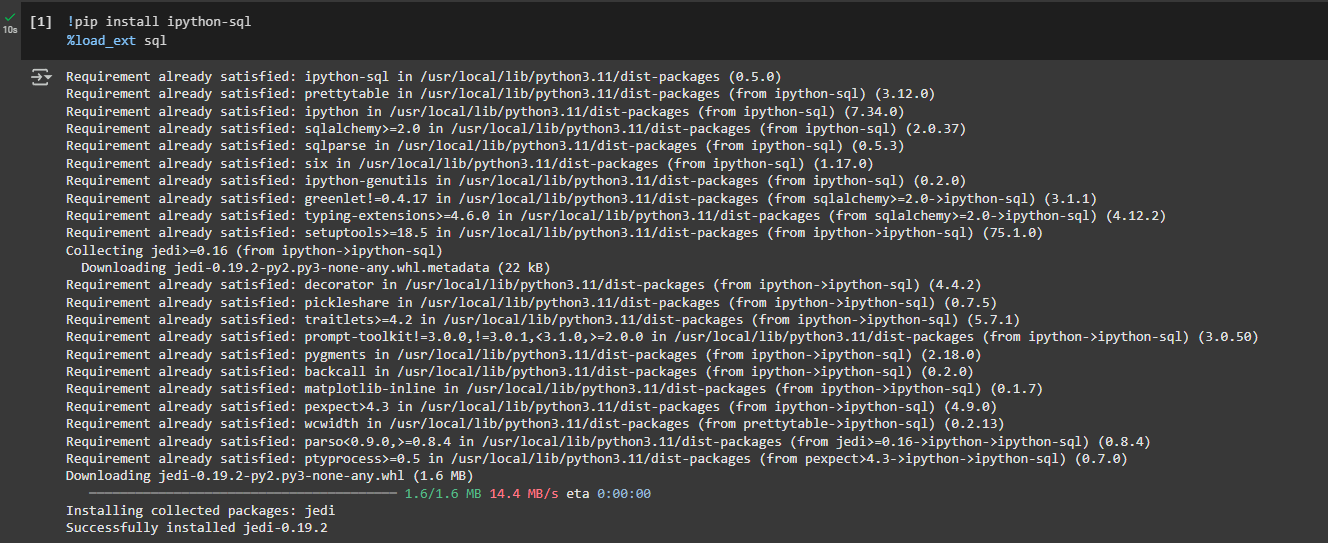 [1] !pip install ipython-sql
%load_ext sql
10s
Requirement already satisfied: ipython-sql in /usr/local/lib/python3.11/dist-packages (0.5.0)
Requirement already satisfied: prettytable in /usr/local/lib/python3.11/dist-packages (from ipython-sql) (3.12.0)
Requirement already satisfied: ipython in /usr/local/lib/python3.11/dist-packages (from ipython-sql) (7.34.0)
Requirement already satisfied: sqlalchemy>=2.0 in /usr/local/lib/python3.11/dist-packages (from ipython-sql) (2.0.37)
Requirement already satisfied: sqlparse in /usr/local/lib/python3.11/dist-packages (from ipython-sql) (0.5.3)
Requirement already satisfied: six in /usr/local/lib/python3.11/dist-packages (from ipython-sql) (1.17.0)
Requirement already satisfied: ipython-genutils in /usr/local/lib/python3.11/dist-packages (from ipython-sql) (0.2.0)
Requirement already satisfied: greenlet!=0.4.17 in /usr/local/lib/python3.11/dist-packages (from sqlalchemy>=2.0->ipython-sql) (3.1.1)
Requirement already satisfied: typing-extensions>=4.6.0 in /usr/local/lib/python3.11/dist-packages (from sqlalchemy>=2.0->ipython-sql) (4.12.2)
Requirement already satisfied: setuptools>=18.5 in /usr/local/lib/python3.11/dist-packages (from ipython->ipython-sql) (75.1.0)
Collecting jedi>=0.16 (from ipython->ipython-sql)
Downloading jedi-0.19.2-py2.py3-none-any.whl.metadata (22 kB)
Requirement already satisfied: decorator in /usr/local/lib/python3.11/dist-packages (from ipython->ipython-sql) (4.4.2)
Requirement already satisfied: pickleshare in /usr/local/lib/python3.11/dist-packages (from ipython->ipython-sql) (0.7.5)
Requirement already satisfied: traitlets>=4.2 in /usr/local/lib/python3.11/dist-packages (from ipython->ipython-sql) (5.7.1)
Requirement already satisfied: prompt-toolkit!=3.0.0,!=3.0.1,<3.1.0,>=2.0.0 in /usr/local/lib/python3.11/dist-packages (from ipython->ipython-sql) (3.0.50)
Requirement already satisfied: pygments in /usr/local/lib/python3.11/dist-packages (from ipython->ipython-sql) (2.18.0)
Requirement already satisfied: backcall in /usr/local/lib/python3.11/dist-packages (from ipython->ipython-sql) (0.2.0)
Requirement already satisfied: matplotlib-inline in /usr/local/lib/python3.11/dist-packages (from ipython->ipython-sql) (0.1.7)
Requirement already satisfied: pexpect>4.3 in /usr/local/lib/python3.11/dist-packages (from ipython->ipython-sql) (4.9.0)
Requirement already satisfied: wcwidth in /usr/local/lib/python3.11/dist-packages (from prettytable->ipython-sql) (0.2.13)
Requirement already satisfied: parso<0.9.0,>=0.8.4 in /usr/local/lib/python3.11/dist-packages (from jedi>=0.16->ipython->ipython-sql) (0.8.4)
Requirement already satisfied: ptyprocess>=0.5 in /usr/local/lib/python3.11/dist-packages (from pexpect>4.3->ipython->ipython-sql) (0.7.0)
Downloading jedi-0.19.2-py2.py3-none-any.whl (1.6 MB)
1.6/1.6 MB 14.4 MB/s eta 0:00:00
Installing collected packages: jedi
Successfully installed jedi-0.19.2